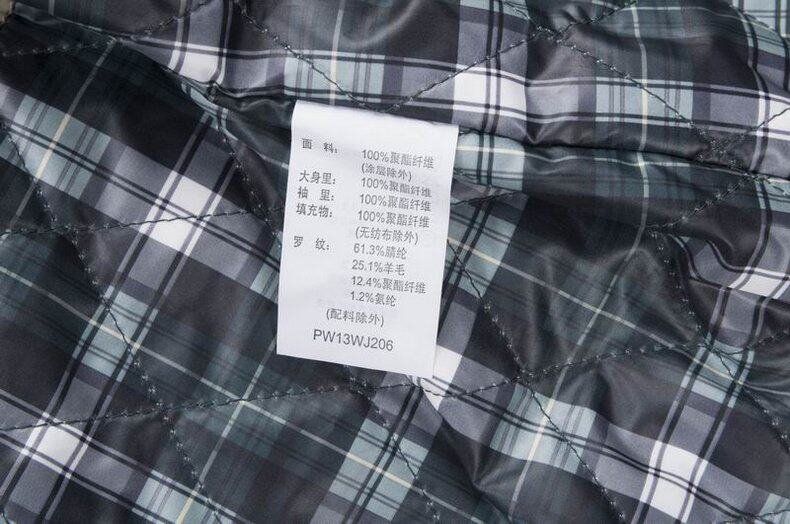 面 料: 100%聚酯纤维
(涂层除外)
大身里: 100%聚酯纤维
袖 里: 100%聚酯纤维
填充物: 100%聚酯纤维
(无纺布除外)
罗 纹: 61.3%腈纶
25.1%羊毛
12.4%聚酯纤维
1.2%氨纶
(配料除外)
PW13WJ206